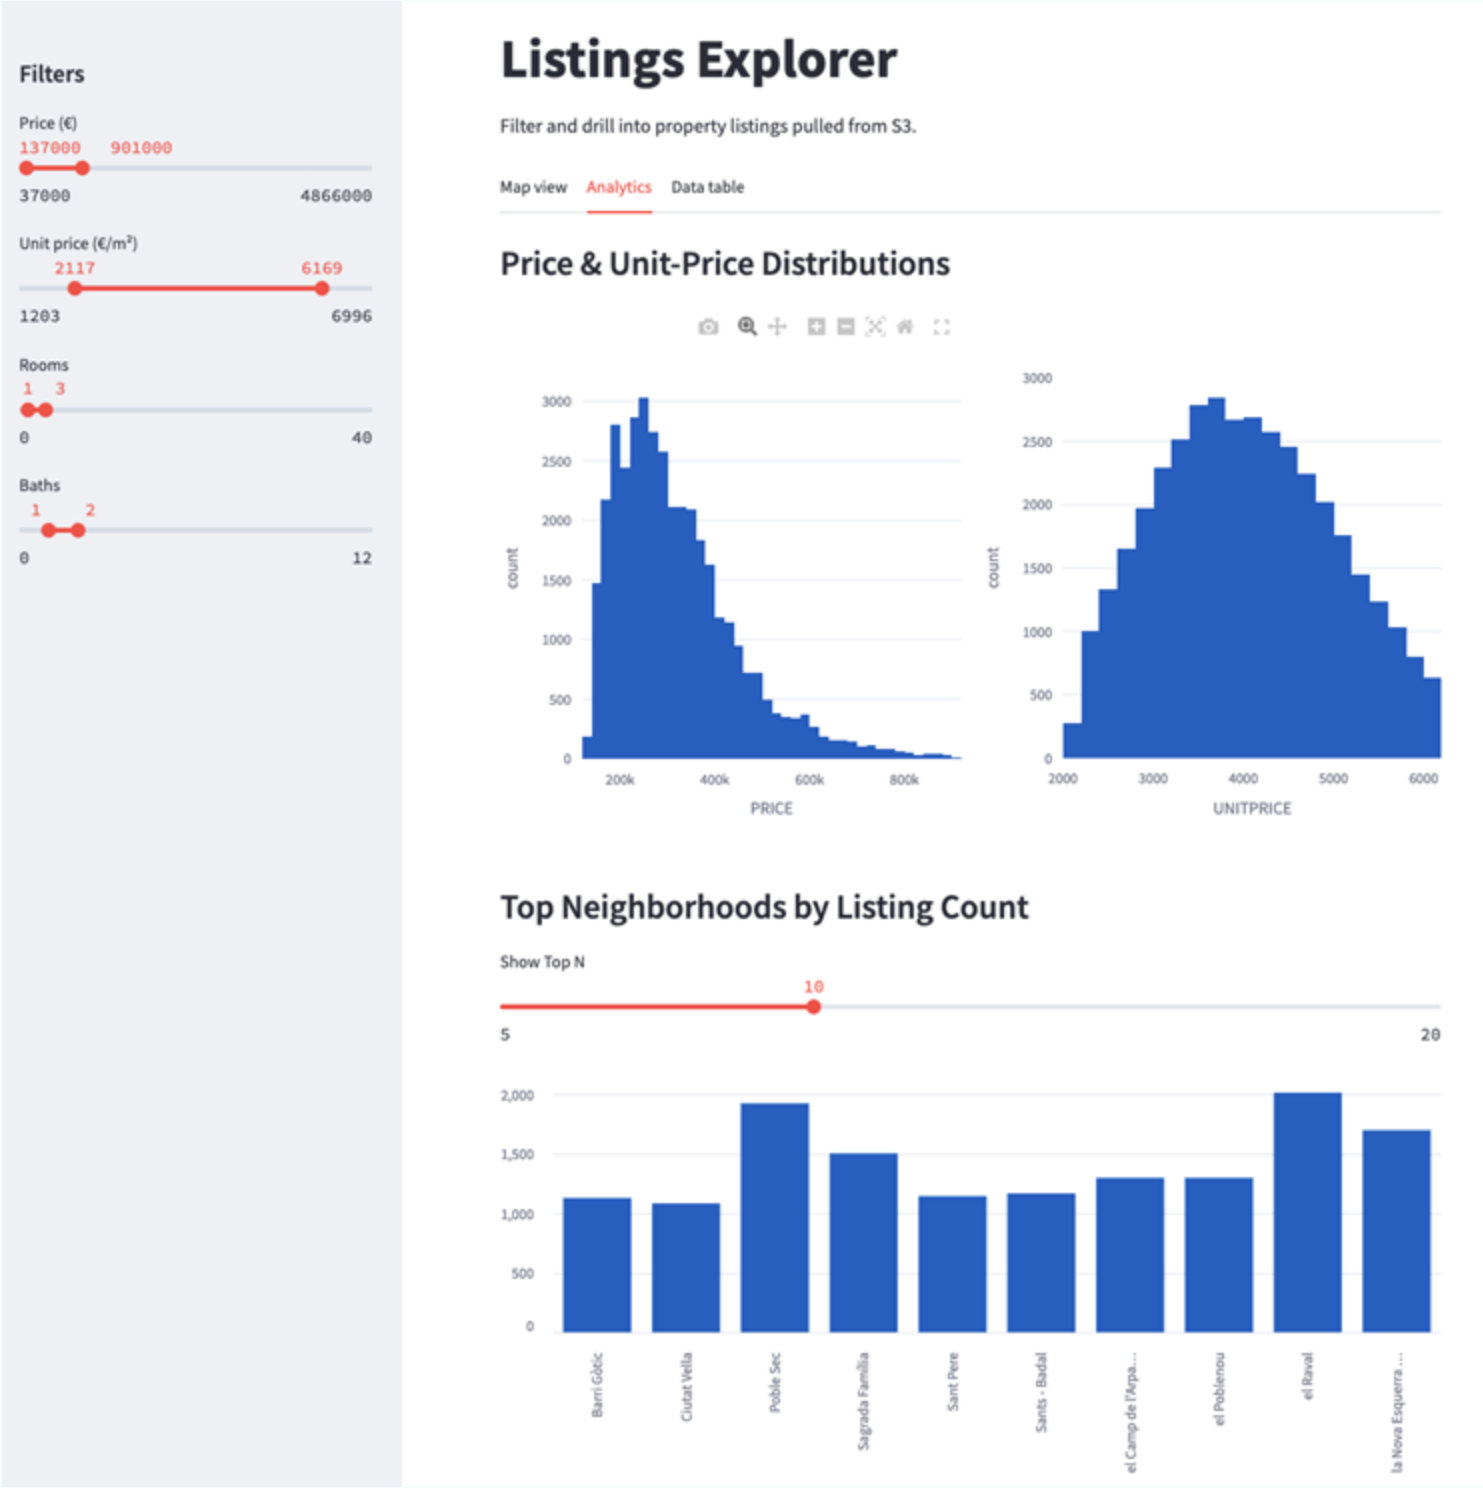 Filters
Price (€)
137000 901000
37000 4866000
Unit price (€/m²)
2117 6169
1203 6996
Rooms
1 3
0 40
Baths
1 2
0 12
Listings Explorer
Filter and drill into property listings pulled from S3.
Map view Analytics Data table
Price & Unit-Price Distributions
3000
2500
2000
1500
1000
500
0
count
200k 400k 600k 800k
PRICE
3000
2500
2000
1500
1000
500
0
count
2000 3000 4000 5000 6000
UNITPRICE
Top Neighborhoods by Listing Count
Show Top N
10
5 20
2,000
1,500
1,000
500
0
Barri Gòtic
Ciutat Vella
Poble Sec
Sagrada Família
Sant Pere
Sants - Badal
el Camp de l'Arpa…
el Poblenou
el Raval
la Nova Esquerra …